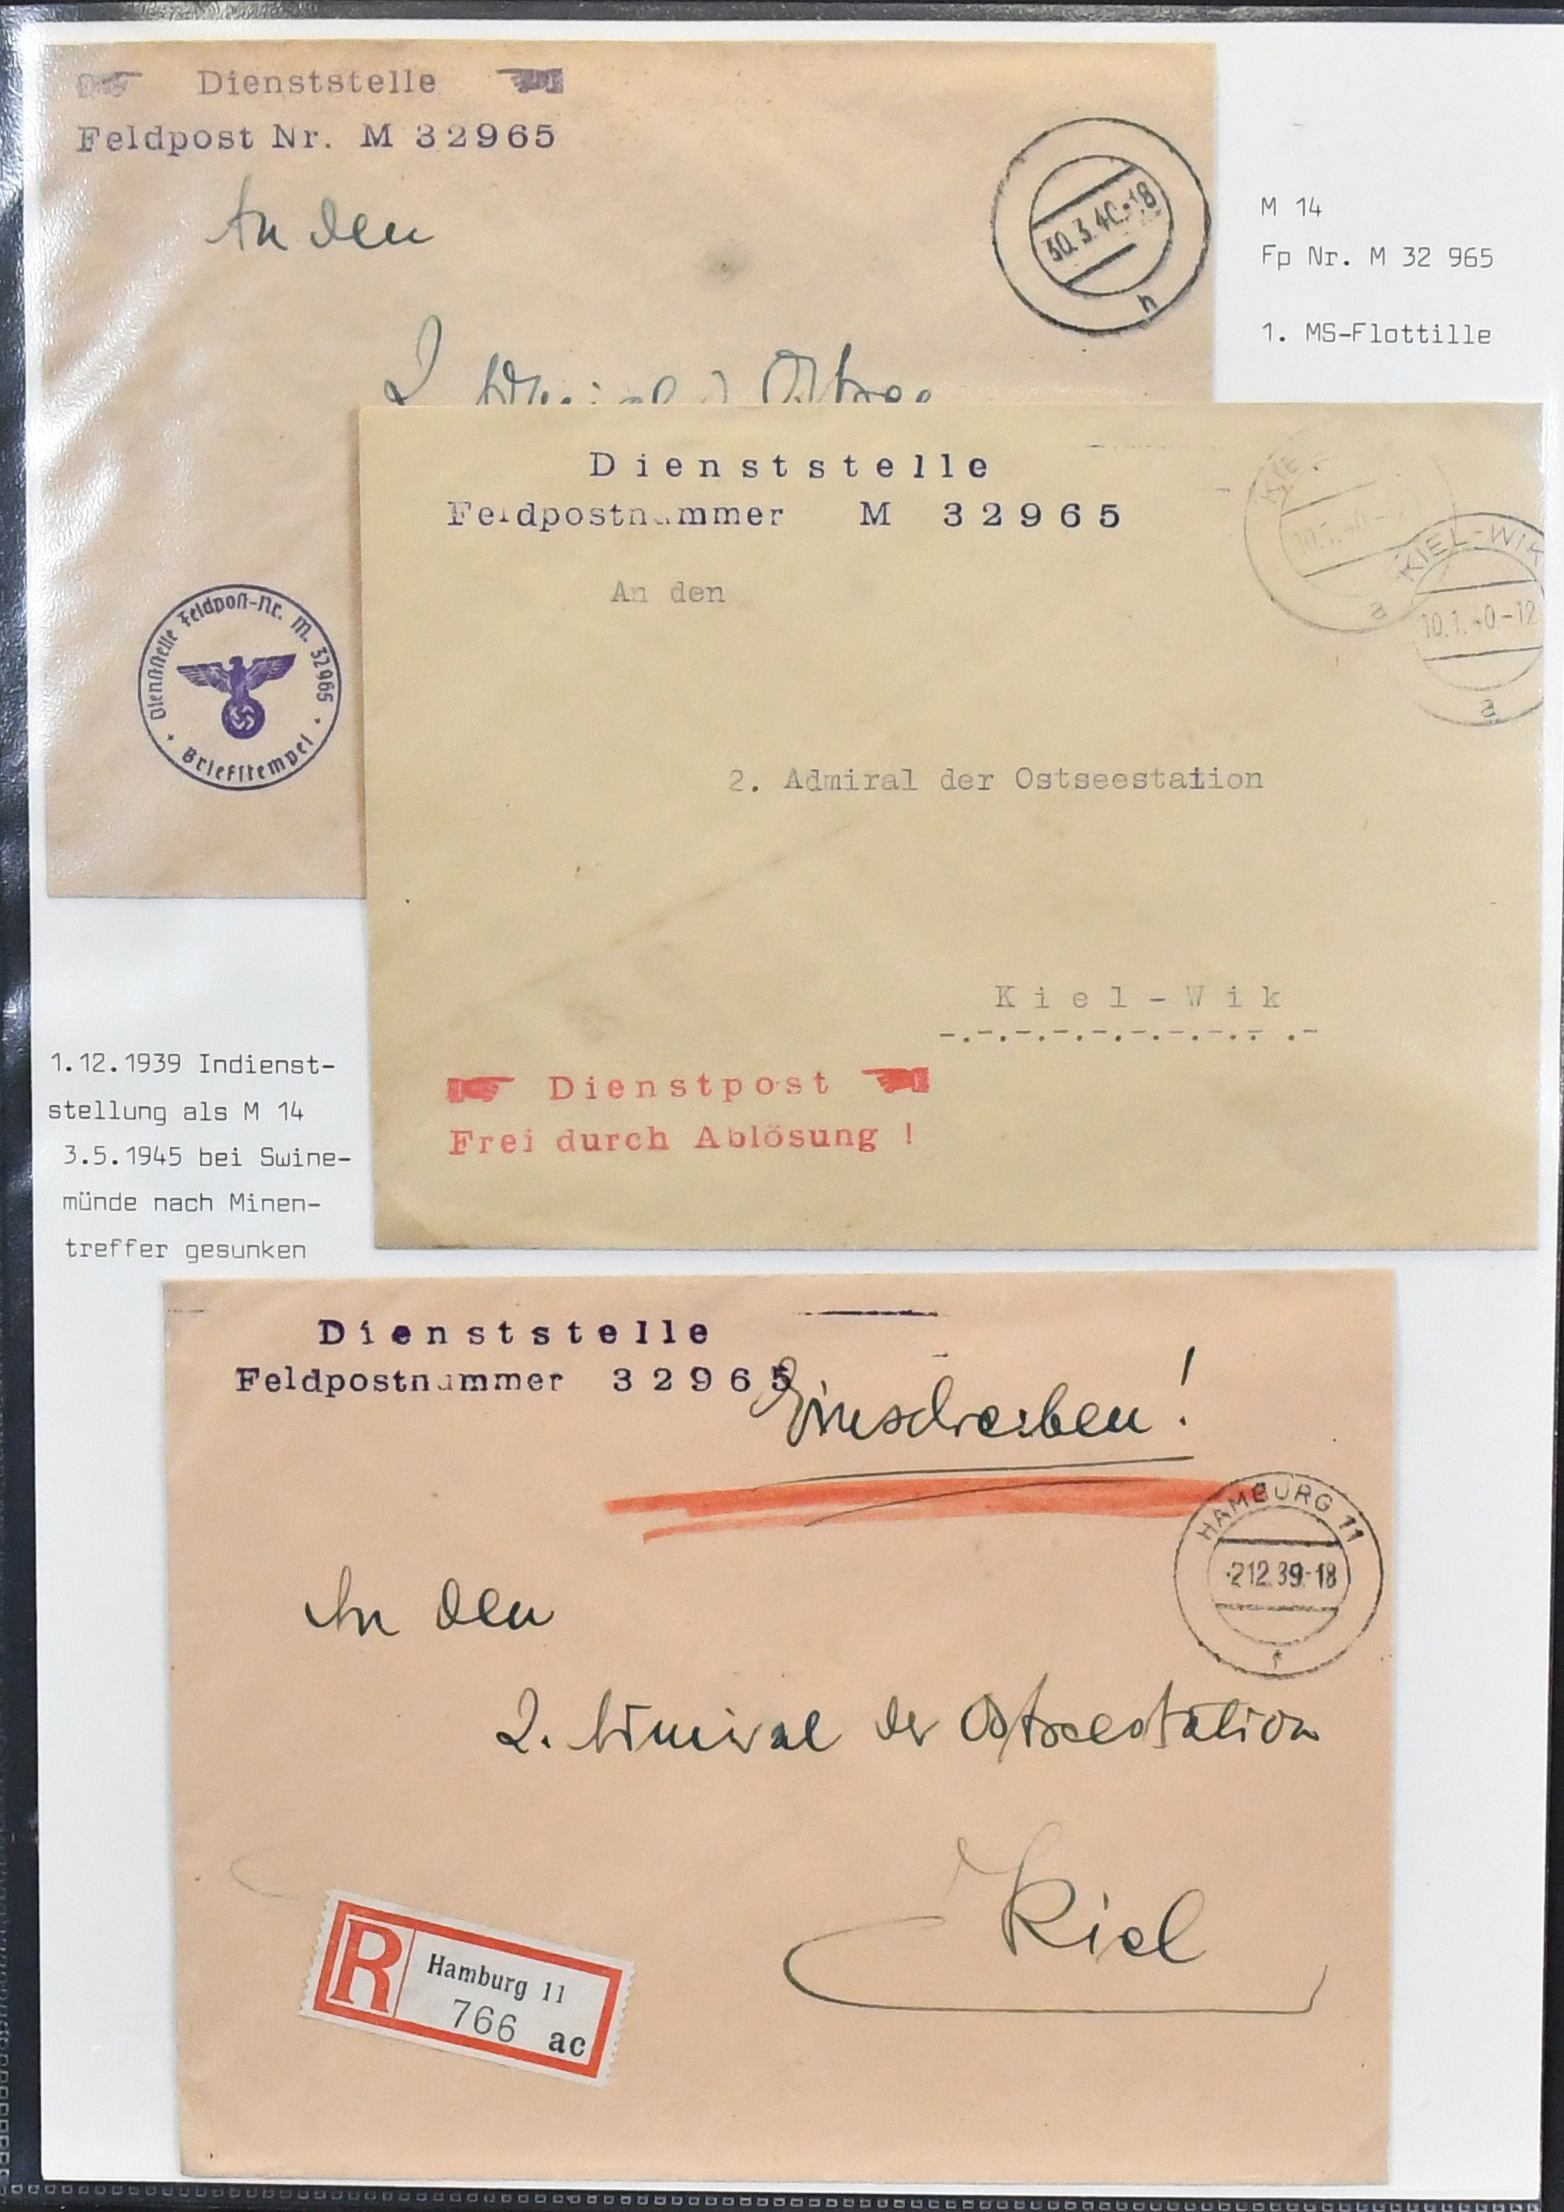 Dienststelle
Feldpost Nr. M 32965
An den
30.3.40.-18
h
Dienststelle Feldpost-Nr. M. 32965
Briefstempel
M 14
Fp Nr. M 32 965
1. MS-Flottille
Dienststelle
Feldpostnummer M 32965
An den
2. Admiral der Ostseestation
Kiel-Wik
-.-.-.-.-.-.-.-.-.-
Dienstpost
Frei durch Ablösung !
10.1.40.-
a
KIEL-WIK
10.1.40.-12
a
1.12.1939 Indienst-
stellung als M 14
3.5.1945 bei Swine-
münde nach Minen-
treffer gesunken
Dienststelle
Feldpostnummer 32965
Einschreiben!
HAMBURG 11
-212.39.-18
f
An den
2. Admiral der Ostseestation
Kiel
R
Hamburg 11
766 ac